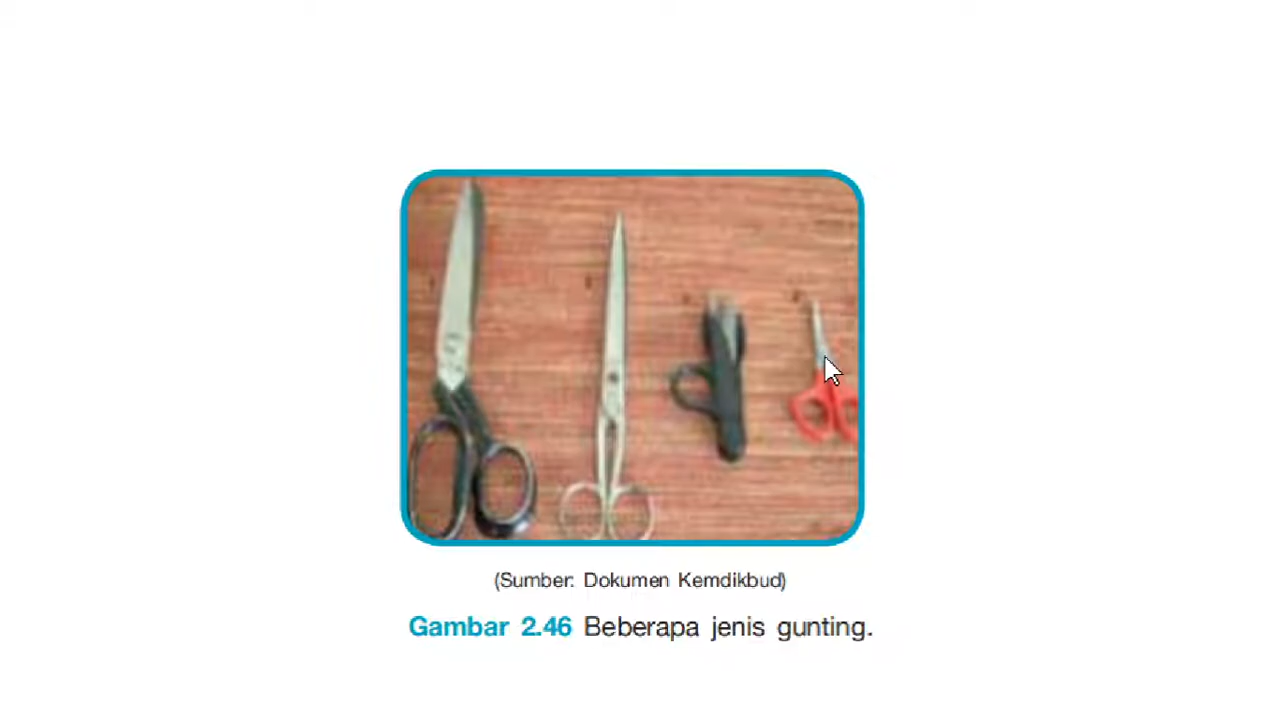 (Sumber: Dokumen Kemdikbud)
Gambar 2.46 Beberapa jenis gunting.